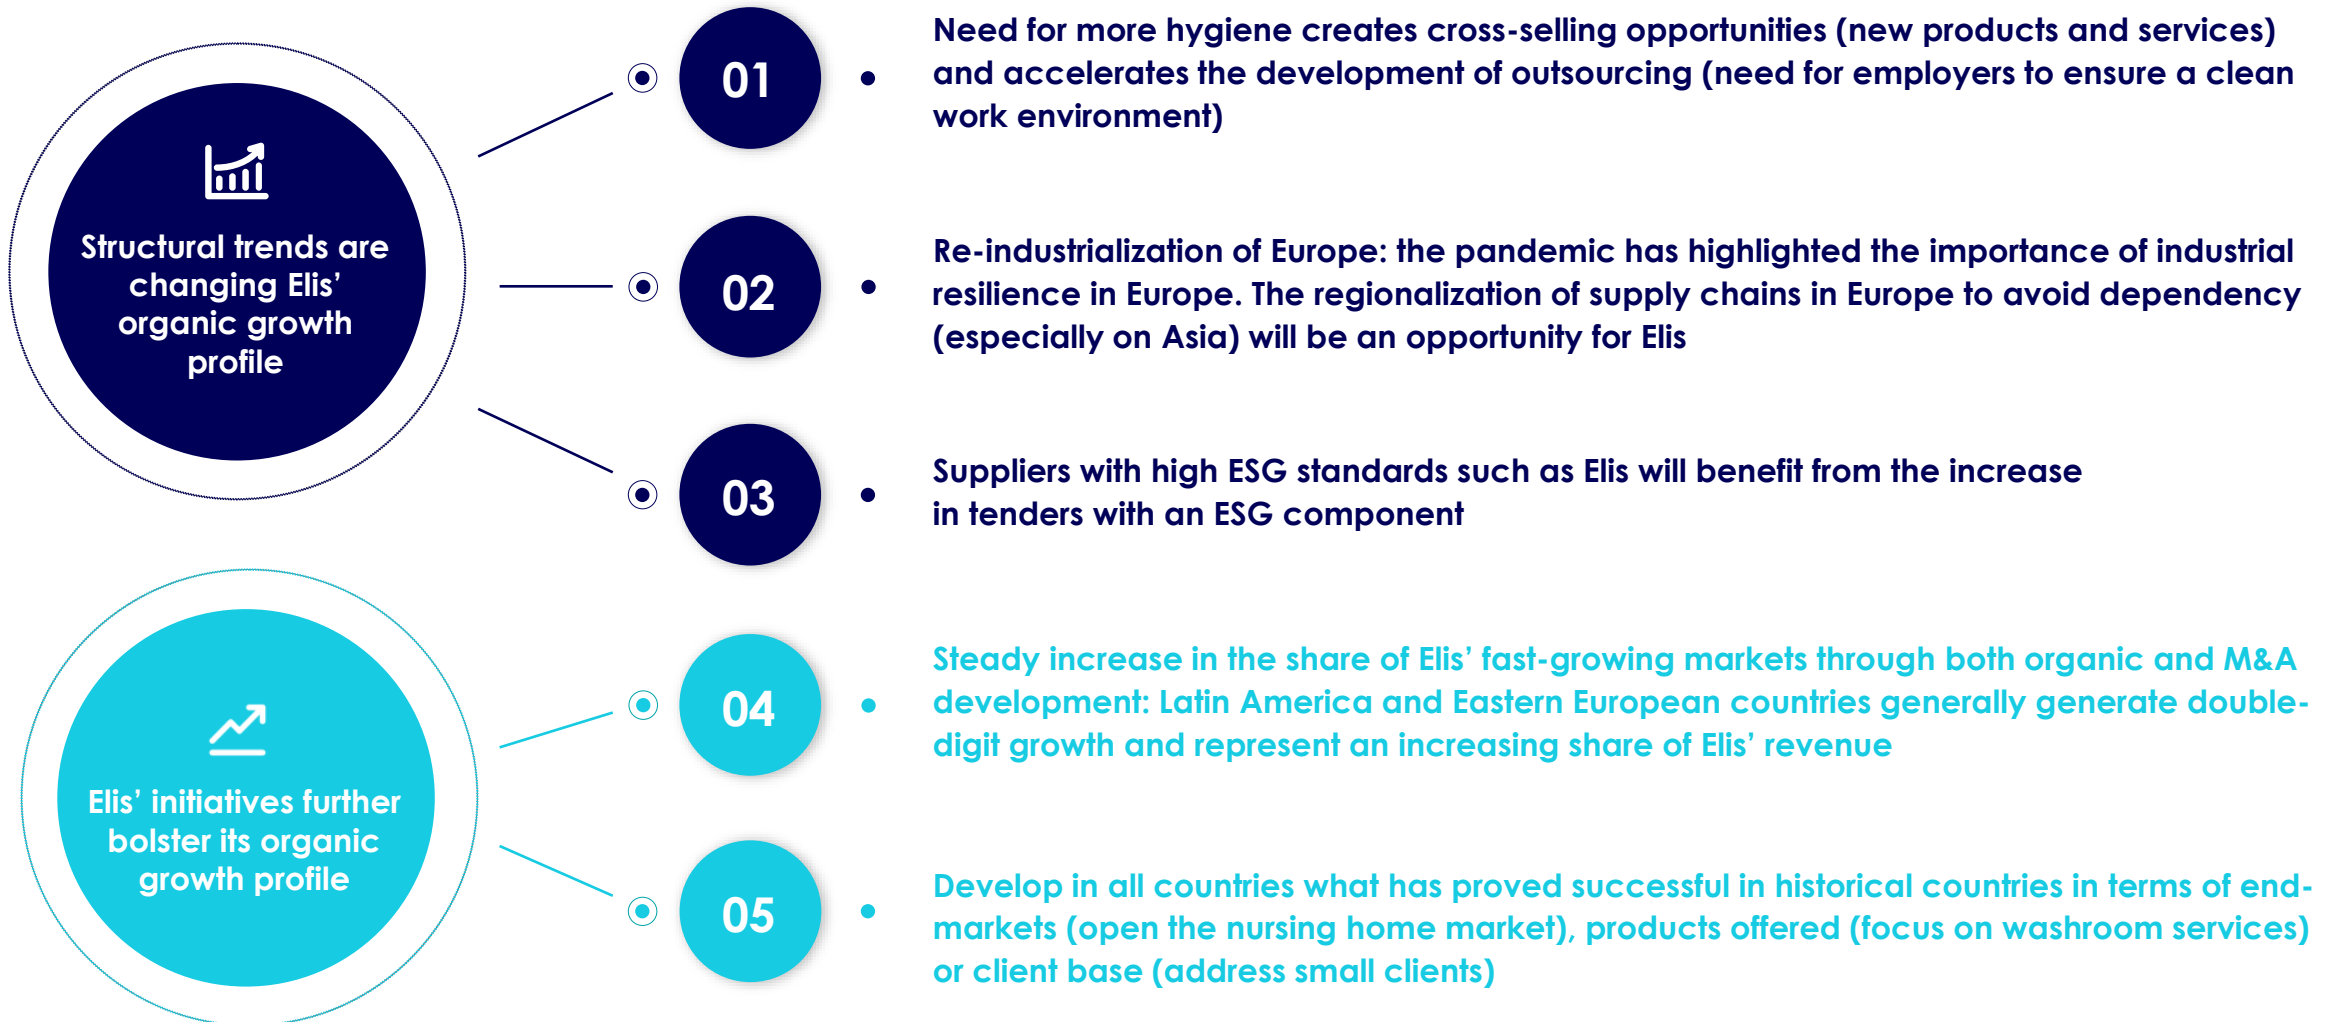 Structural trends are
changing Elis’
organic growth
profile
01
Need for more hygiene creates cross-selling opportunities (new products and services)
and accelerates the development of outsourcing (need for employers to ensure a clean
work environment)
02
Re-industrialization of Europe: the pandemic has highlighted the importance of industrial
resilience in Europe. The regionalization of supply chains in Europe to avoid dependency
(especially on Asia) will be an opportunity for Elis
03
Suppliers with high ESG standards such as Elis will benefit from the increase
in tenders with an ESG component
Elis’ initiatives further
bolster its organic
growth profile
04
Steady increase in the share of Elis’ fast-growing markets through both organic and M&A
development: Latin America and Eastern European countries generally generate double-
digit growth and represent an increasing share of Elis’ revenue
05
Develop in all countries what has proved successful in historical countries in terms of end-
markets (open the nursing home market), products offered (focus on washroom services)
or client base (address small clients)